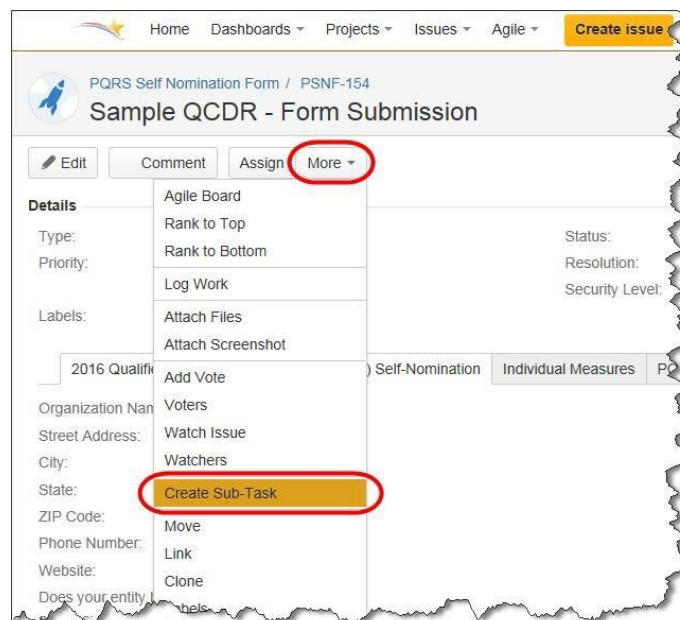 Home Dashboards Projects Issues Agile Create issue
PQRS Self Nomination Form / PSNF-154
Sample QCDR - Form Submission
Edit Comment Assign More
Details
Agile Board
Type:
Rank to Top
Status:
Priority:
Rank to Bottom
Resolution:
Log Work
Security Level:
Labels:
Attach Files
Attach Screenshot
2016 Add Vote ) Self-Nomination Individual Measures
Organization
Voters
Street Address:
Watch Issue
City:
Watchers
State:
Create Sub-Task
ZIP Code:
Move
Phone Number:
Link
Website:
Clone
Does your entity